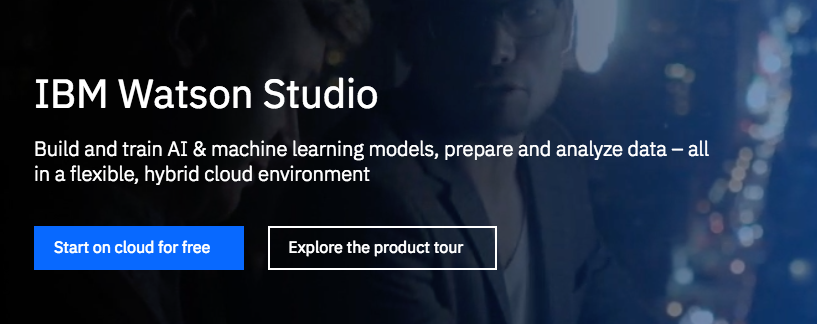 IBM Watson Studio
Build and train AI & machine learning models, prepare and analyze data – all
in a flexible, hybrid cloud environment
Start on cloud for free
Explore the product tour